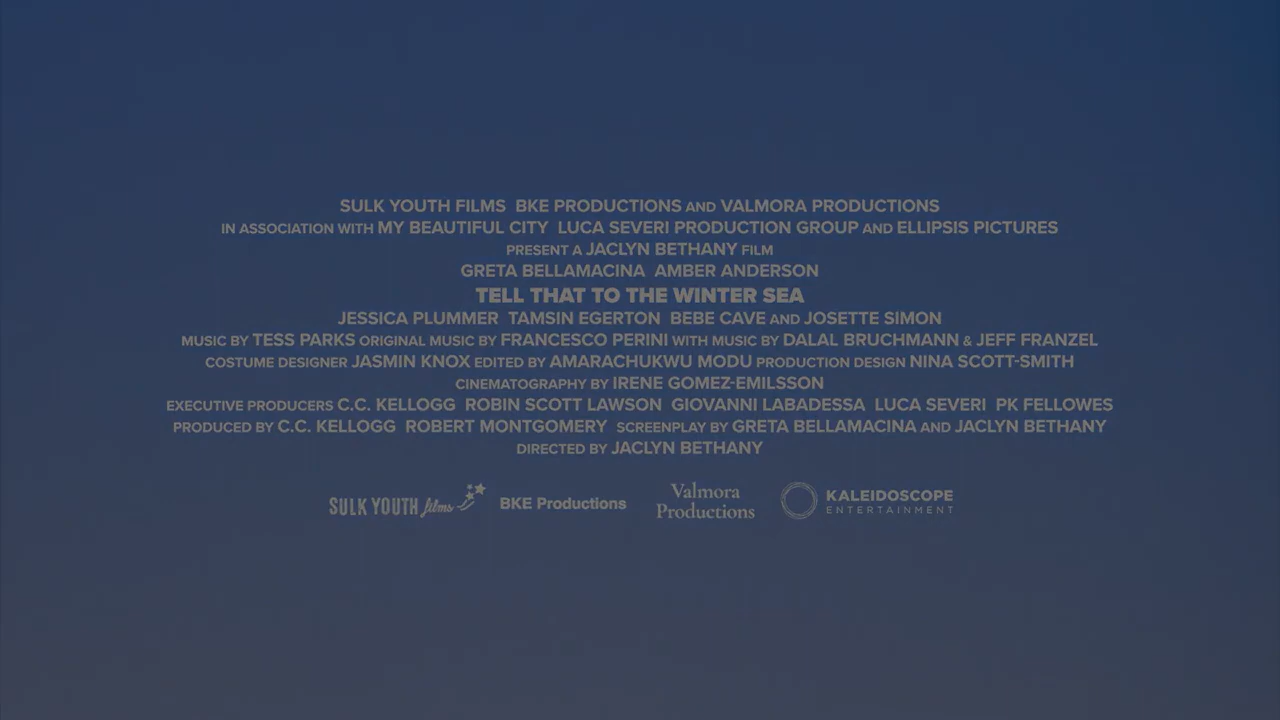 SULK YOUTH FILMS BKE PRODUCTIONS AND VALMORA PRODUCTIONS
IN ASSOCIATION WITH MY BEAUTIFUL CITY LUCA SEVERI PRODUCTION GROUP AND ELLIPSIS PICTURES
PRESENT A JACLYN BETHANY FILM
GRETA BELLAMACINA AMBER ANDERSON
TELL THAT TO THE WINTER SEA
JESSICA PLUMMER TAMSIN EGERTON BEBE CAVE AND JOSETTE SIMON
MUSIC BY TESS PARKS ORIGINAL MUSIC BY FRANCESCO PERINI WITH MUSIC BY DALAL BRUCHMANN & JEFF FRANZEL
COSTUME DESIGNER JASMIN KNOX EDITED BY AMARACHUKWU MODU PRODUCTION DESIGN NINA SCOTT-SMITH
CINEMATOGRAPHY BY IRENE GOMEZ-EMILSSON
EXECUTIVE PRODUCERS C.C. KELLOGG ROBIN SCOTT LAWSON GIOVANNI LABADESSA LUCA SEVERI PK FELLOWES
PRODUCED BY C.C. KELLOGG ROBERT MONTGOMERY SCREENPLAY BY GRETA BELLAMACINA AND JACLYN BETHANY
DIRECTED BY JACLYN BETHANY
SULK YOUTH films
BKE Productions
Valmora
Productions
KALEIDOSCOPE
ENTERTAINMENT